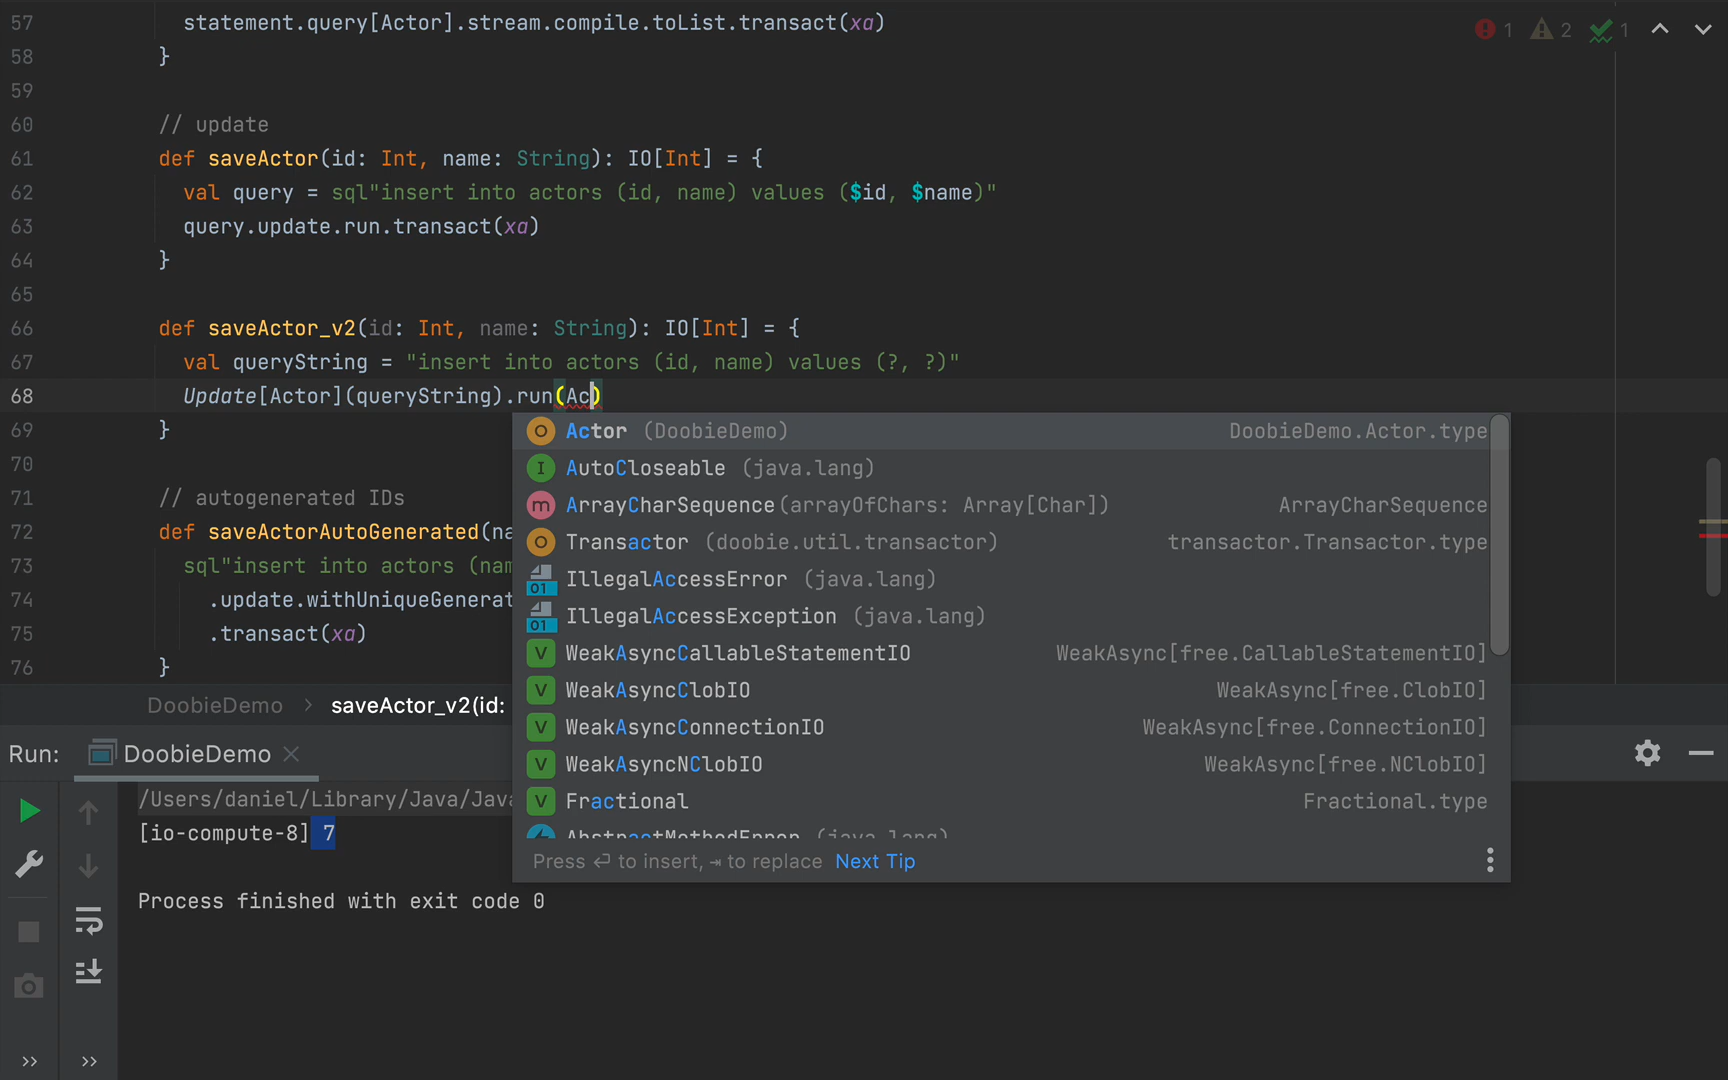 57 statement.query[Actor].stream.compile.toList.transact(xa)
1 2 1
58 }
59
60 // update
61 def saveActor(id: Int, name: String): IO[Int] = {
62 val query = sql"insert into actors (id, name) values ($id, $name)"
63 query.update.run.transact(xa)
64 }
65
66 def saveActor_v2(id: Int, name: String): IO[Int] = {
67 val queryString = "insert into actors (id, name) values (?, ?)"
68 Update[Actor](queryString).run(Ac)
69 }
70
71 // autogenerated IDs
72 def saveActorAutoGenerated(na
73 sql"insert into actors (nam
74 .update.withUniqueGenerat
75 .transact(xa)
76 }
O Actor (DoobieDemo) DoobieDemo.Actor.type
I AutoCloseable (java.lang)
m ArrayCharSequence(arrayOfChars: Array[Char]) ArrayCharSequence
O Transactor (doobie.util.transactor) transactor.Transactor.type
01 IllegalAccessError (java.lang)
01 IllegalAccessException (java.lang)
V WeakAsyncCallableStatementIO WeakAsync[free.CallableStatementIO]
V WeakAsyncClobIO WeakAsync[free.ClobIO]
V WeakAsyncConnectionIO WeakAsync[free.ConnectionIO]
V WeakAsyncNClobIO WeakAsync[free.NClobIO]
V Fractional Fractional.type
AbstractMethodError (java.lang)
Press ↩ to insert, ⇥ to replace Next Tip
DoobieDemo > saveActor_v2(id:
Run: DoobieDemo
/Users/daniel/Library/Java/Java
[io-compute-8] 7
Process finished with exit code 0